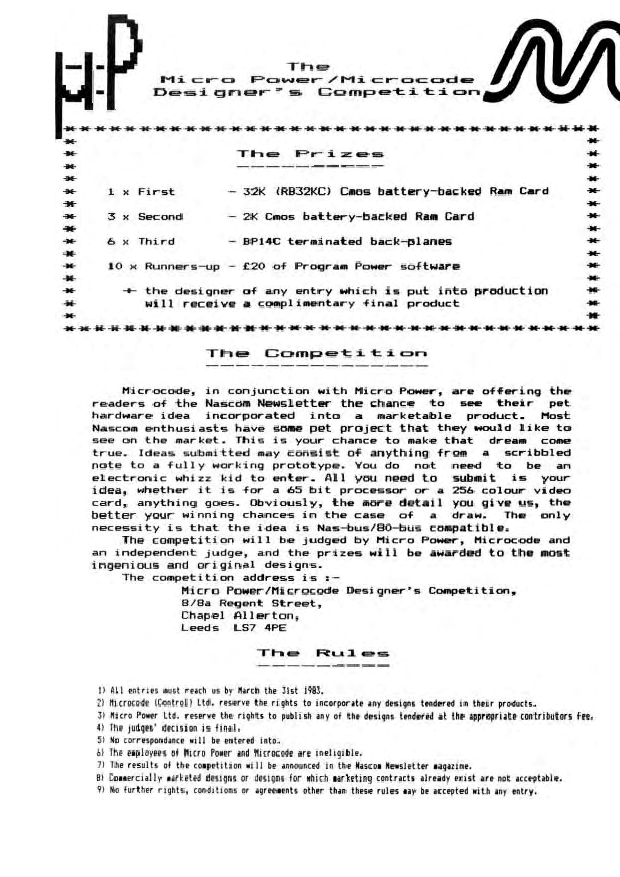 µP
M
The
Micro Power/Microcode
Designer's Competition
The Prizes
1 x First - 32K (RB32KC) Cmos battery-backed Ram Card
3 x Second - 2K Cmos battery-backed Ram Card
6 x Third - BP14C terminated back-planes
10 x Runners-up - £20 of Program Power software
* the designer of any entry which is put into production
will receive a complimentary final product
The Competition
Microcode, in conjunction with Micro Power, are offering the
readers of the Nascom Newsletter the chance to see their pet
hardware idea incorporated into a marketable product. Most
Nascom enthusiasts have some pet project that they would like to
see on the market. This is your chance to make that dream come
true. Ideas submitted may consist of anything from a scribbled
note to a fully working prototype. You do not need to be an
electronic whizz kid to enter. All you need to submit is your
idea, whether it is for a 65 bit processor or a 256 colour video
card, anything goes. Obviously, the more detail you give us, the
better your winning chances in the case of a draw. The only
necessity is that the idea is Nas-bus/80-bus compatible.
The competition will be judged by Micro Power, Microcode and
an independent judge, and the prizes will be awarded to the most
ingenious and original designs.
The competition address is :-
Micro Power/Microcode Designer's Competition,
8/8a Regent Street,
Chapel Allerton,
Leeds LS7 4PE
The Rules
1) All entries must reach us by March the 31st 1983.
2) Microcode (Control) Ltd. reserve the rights to incorporate any designs tendered in their products.
3) Micro Power Ltd. reserve the rights to publish any of the designs tendered at the appropriate contributors fee.
4) The judges' decision is final.
5) No correspondence will be entered into.
6) The employees of Micro Power and Microcode are ineligible.
7) The results of the competition will be announced in the Nascom Newsletter magazine.
8) Commercially marketed designs or designs for which marketing contracts already exist are not acceptable.
9) No further rights, conditions or agreements other than these rules may be accepted with any entry.